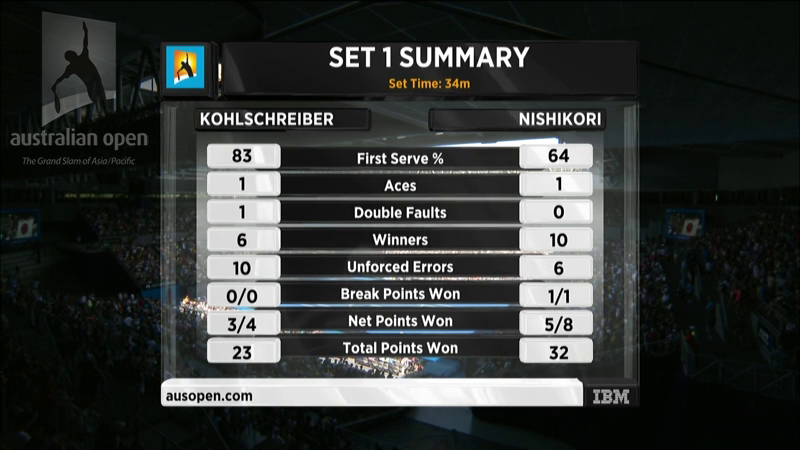 australian open
The Grand Slam of Asia/Pacific
SET 1 SUMMARY
Set Time: 34m
KOHLSCHREIBER NISHIKORI
83 First Serve % 64
1 Aces 1
1 Double Faults 0
6 Winners 10
10 Unforced Errors 6
0/0 Break Points Won 1/1
3/4 Net Points Won 5/8
23 Total Points Won 32
ausopen.com IBM